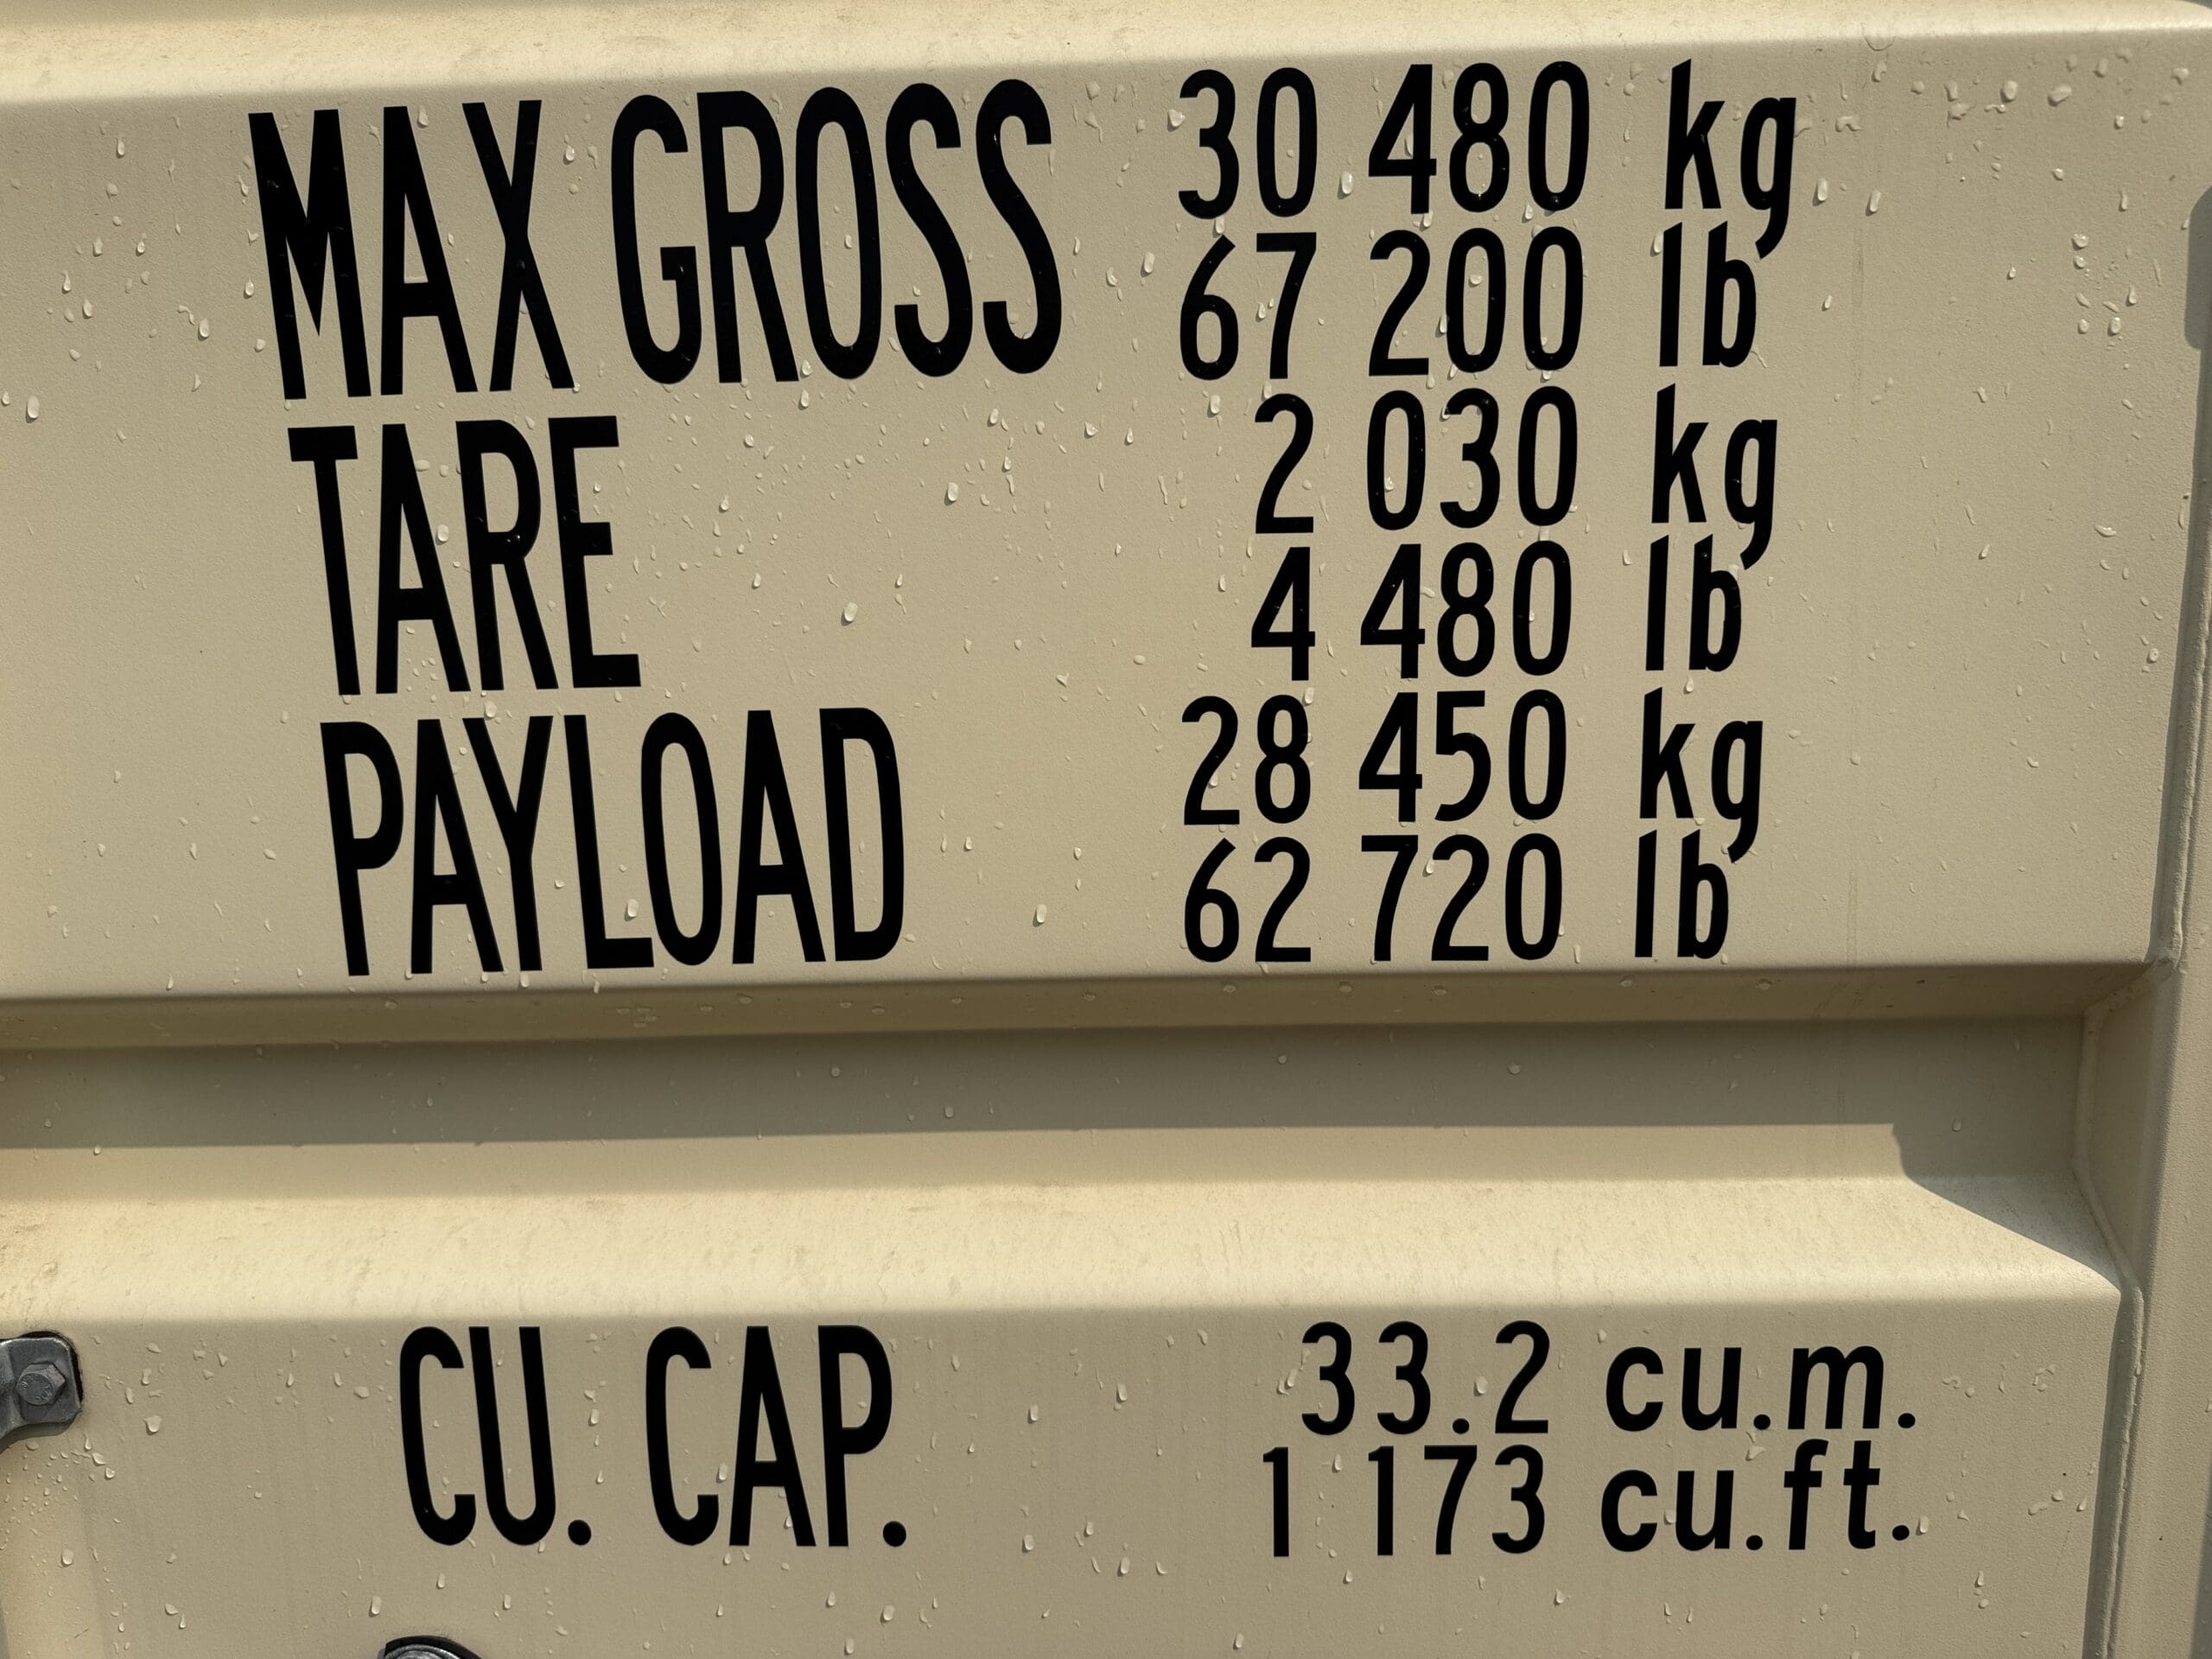 MAX GROSS 30 480 kg
67 200 lb
TARE 2 030 kg
4 480 lb
PAYLOAD 28 450 kg
62 720 lb
CU. CAP. 33.2 cu.m.
1 173 cu.ft.